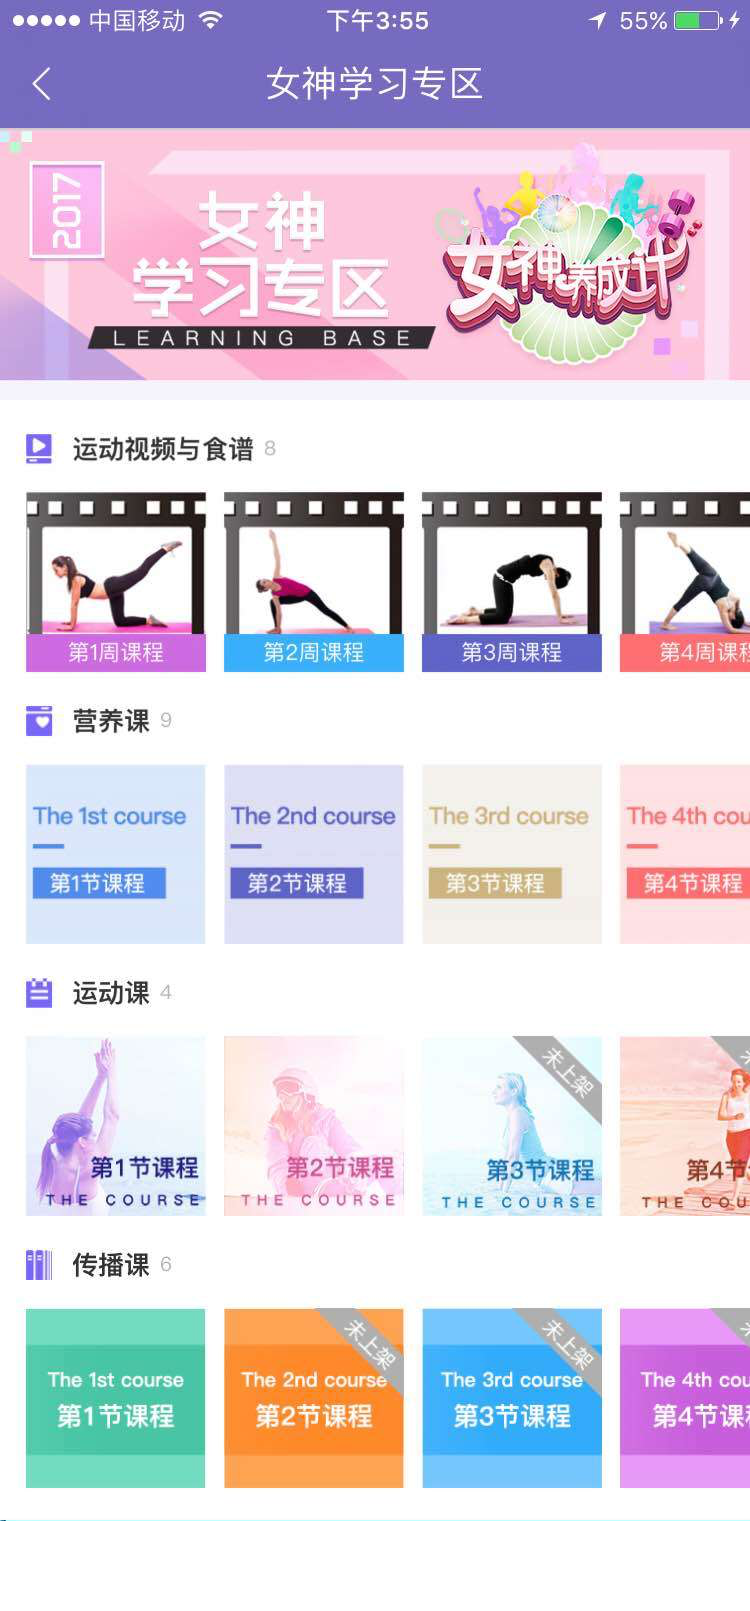 中国移动 下午3:55 55%
女神学习专区
2017
女神
学习专区
LEARNING BASE
女神养成计
运动视频与食谱 8
第1周课程 第2周课程 第3周课程 第4周课程
营养课 9
The 1st course The 2nd course The 3rd course The 4th cou
第1节课程 第2节课程 第3节课程 第4节课程
运动课 4
未上架 未
第1节课程 第2节课程 第3节课程 第4节
THE COURSE THE COURSE THE COURSE THE COU
传播课 6
未上架 未上架 未
The 1st course The 2nd course The 3rd course The 4th cou
第1节课程 第2节课程 第3节课程 第4节课